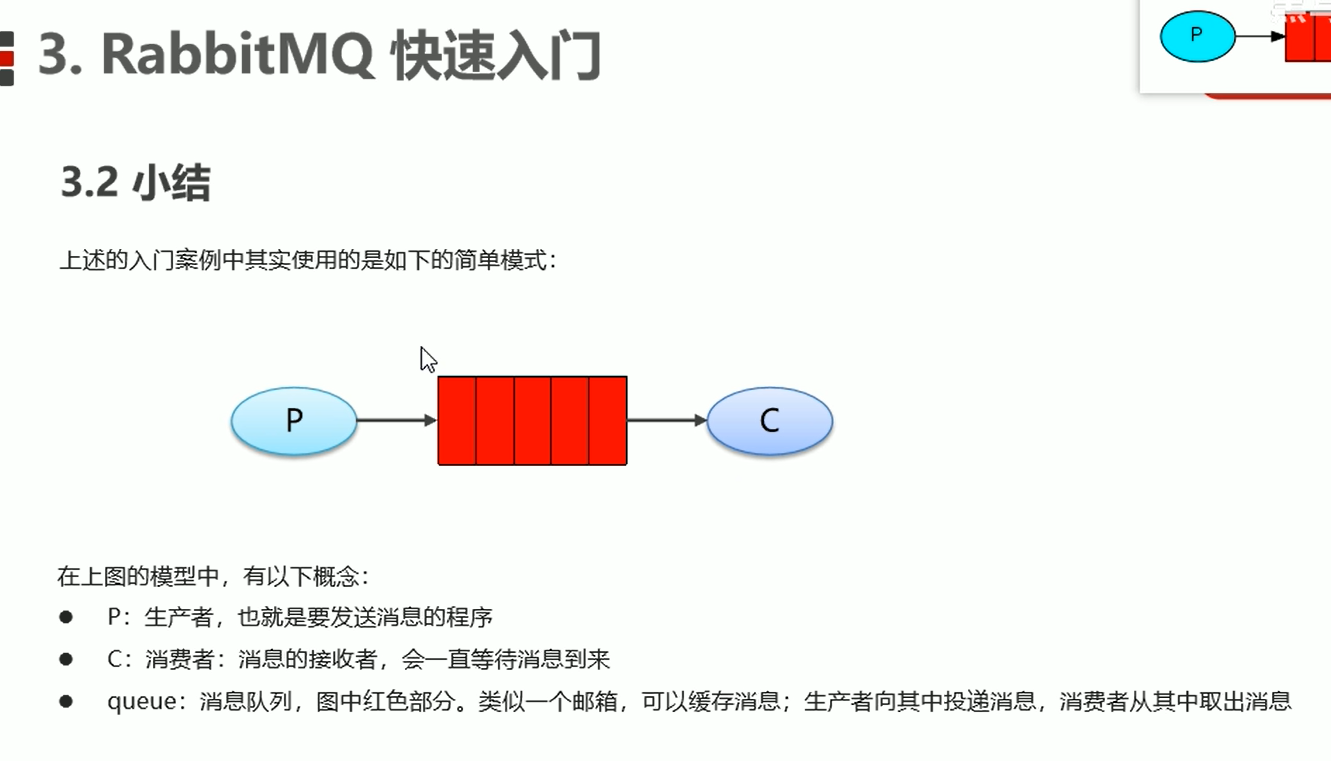 3. RabbitMQ 快速入门
P
3.2 小结
上述的入门案例中其实使用的是如下的简单模式：
P
C
在上图的模型中，有以下概念：
● P：生产者，也就是要发送消息的程序
● C：消费者：消息的接收者，会一直等待消息到来
● queue：消息队列，图中红色部分。类似一个邮箱，可以缓存消息；生产者向其中投递消息，消费者从其中取出消息